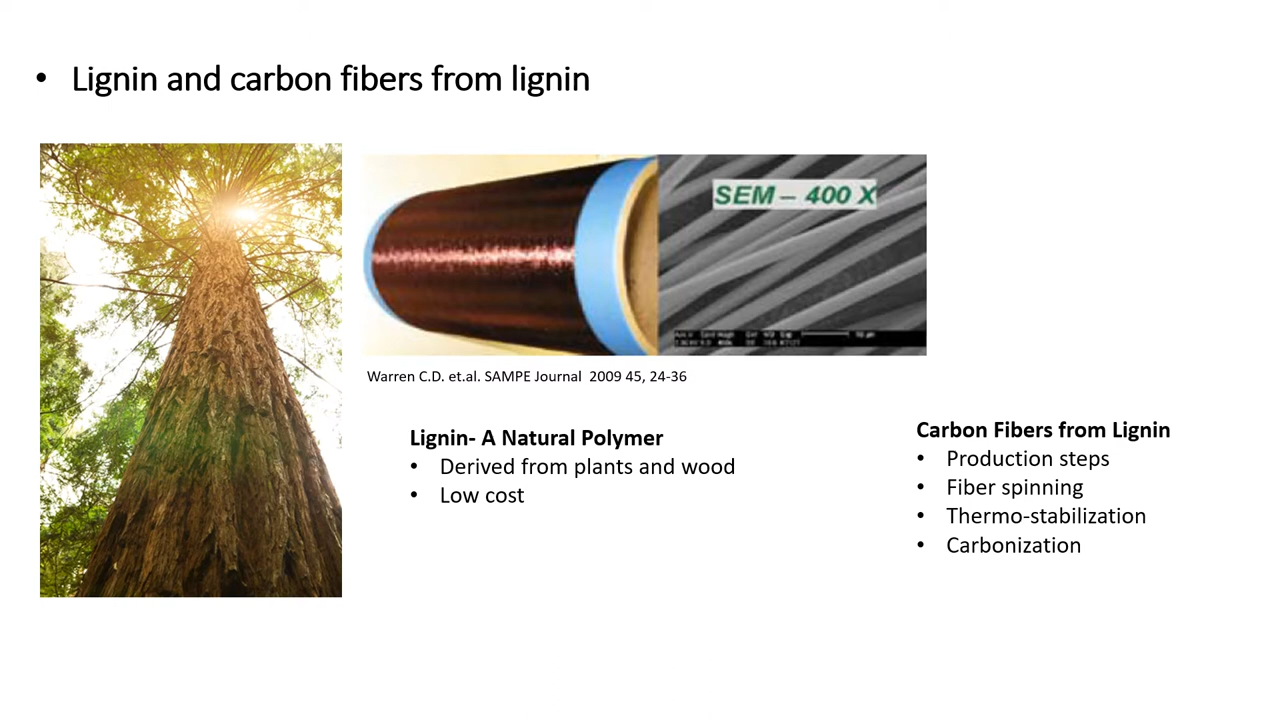 • Lignin and carbon fibers from lignin
SEM – 400 X
Warren C.D. et.al. SAMPE Journal 2009 45, 24-36
Lignin- A Natural Polymer
• Derived from plants and wood
• Low cost
Carbon Fibers from Lignin
• Production steps
• Fiber spinning
• Thermo-stabilization
• Carbonization